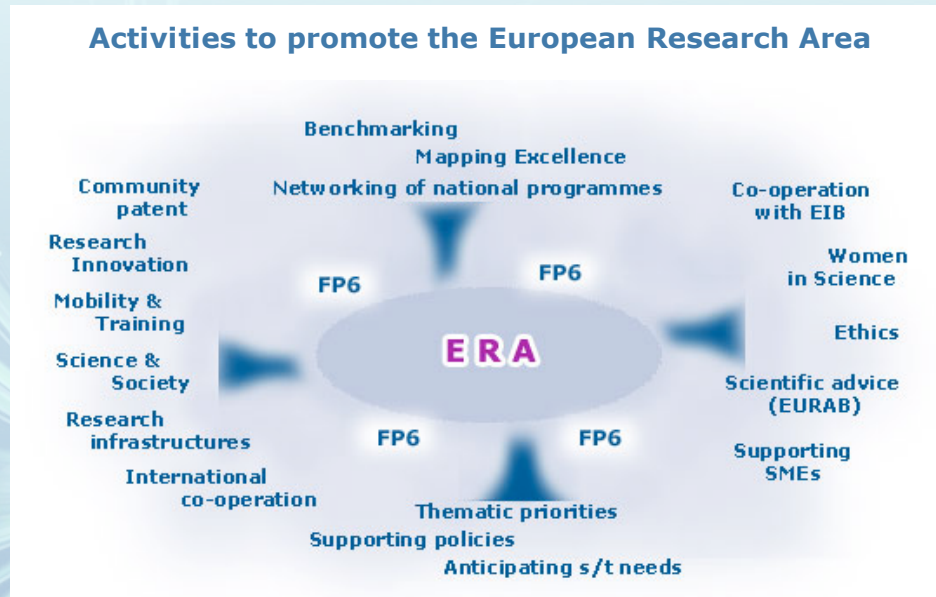 Activities to promote the European Research Area
Benchmarking
Mapping Excellence
Networking of national programmes
Community
patent
Research
Innovation
Mobility &
Training
Science &
Society
Research
infrastructures
International
co-operation
FP6
FP6
ERA
FP6
FP6
Co-operation
with EIB
Women
in Science
Ethics
Scientific advice
(EURAB)
Supporting
SMEs
Thematic priorities
Supporting policies
Anticipating s/t needs